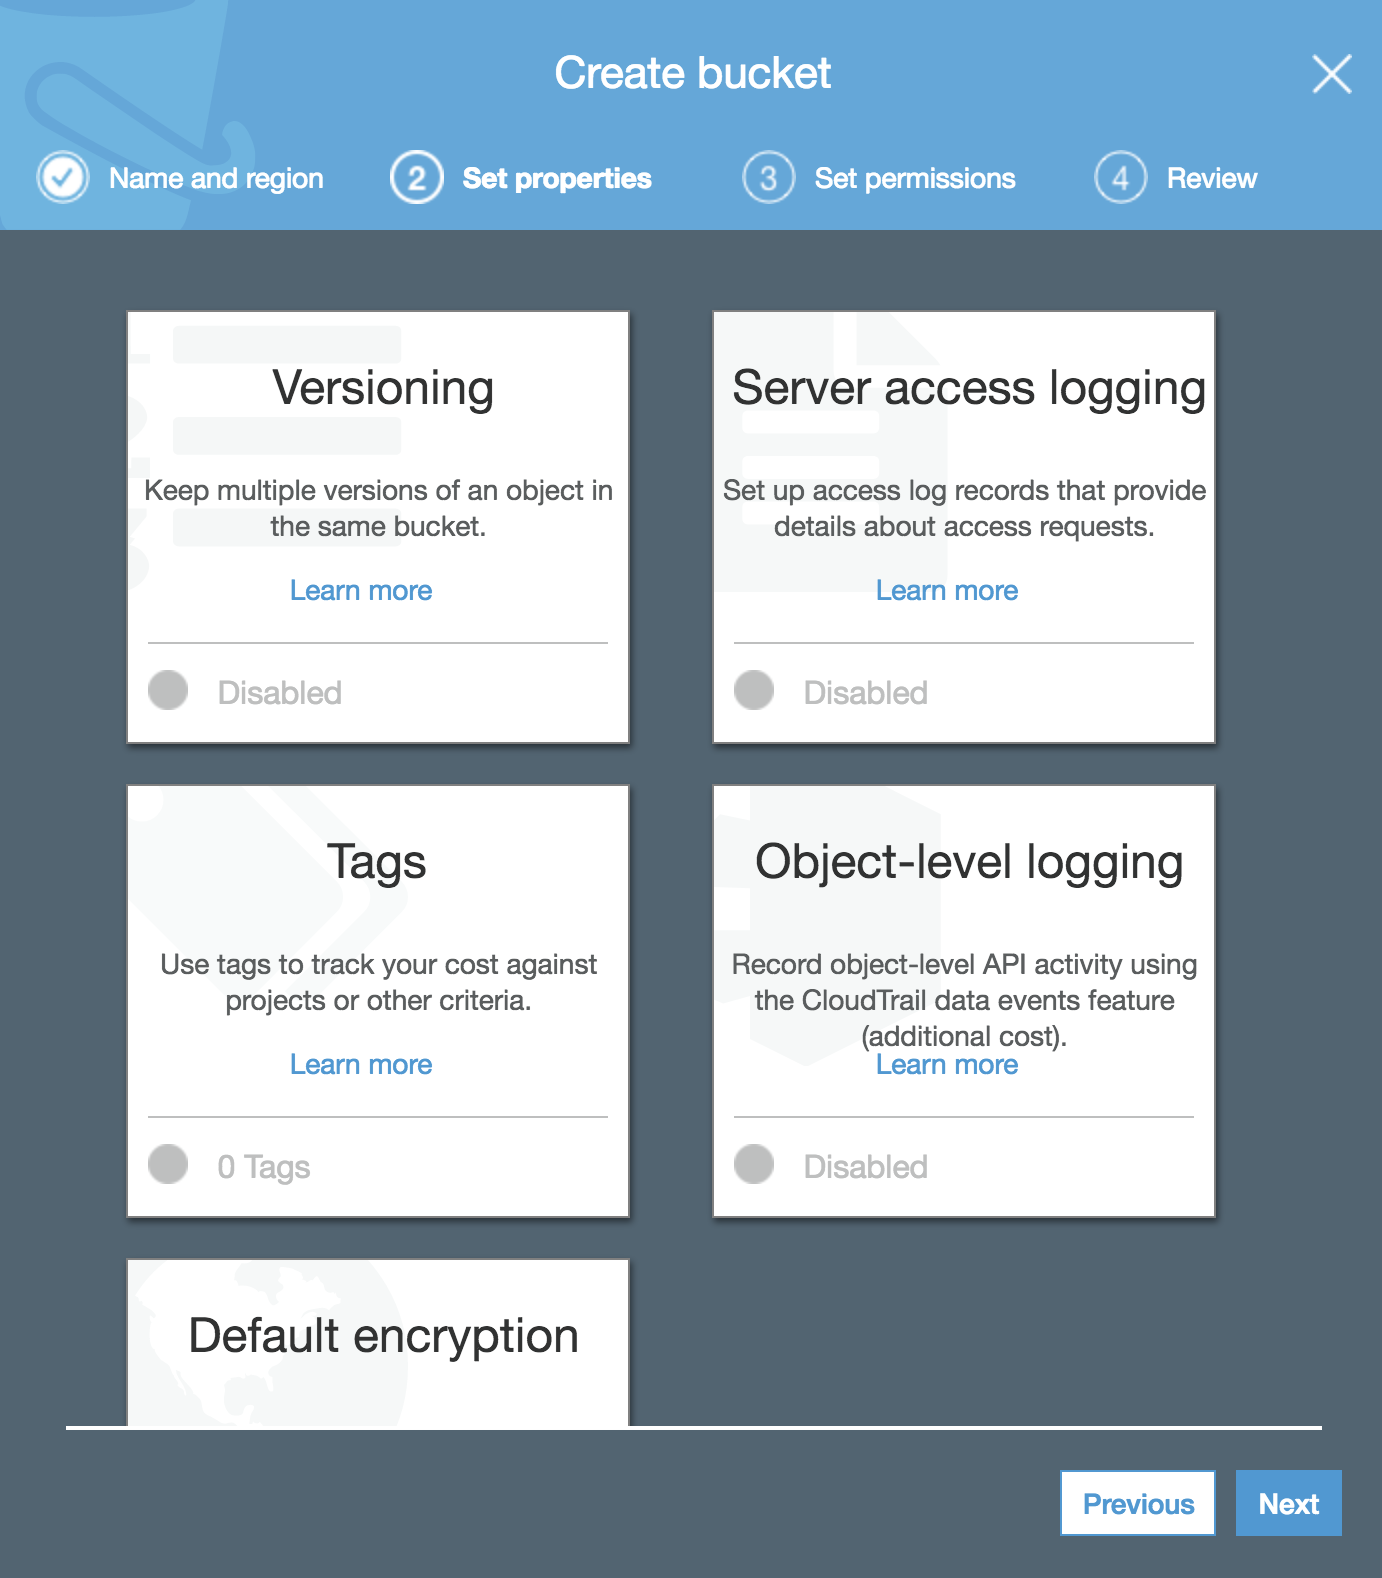 Create bucket
Name and region
2 Set properties
3 Set permissions
4 Review
Versioning
Keep multiple versions of an object in
the same bucket.
Learn more
Disabled
Server access logging
Set up access log records that provide
details about access requests.
Learn more
Disabled
Tags
Use tags to track your cost against
projects or other criteria.
Learn more
0 Tags
Object-level logging
Record object-level API activity using
the CloudTrail data events feature
(additional cost).
Learn more
Disabled
Default encryption
Previous
Next